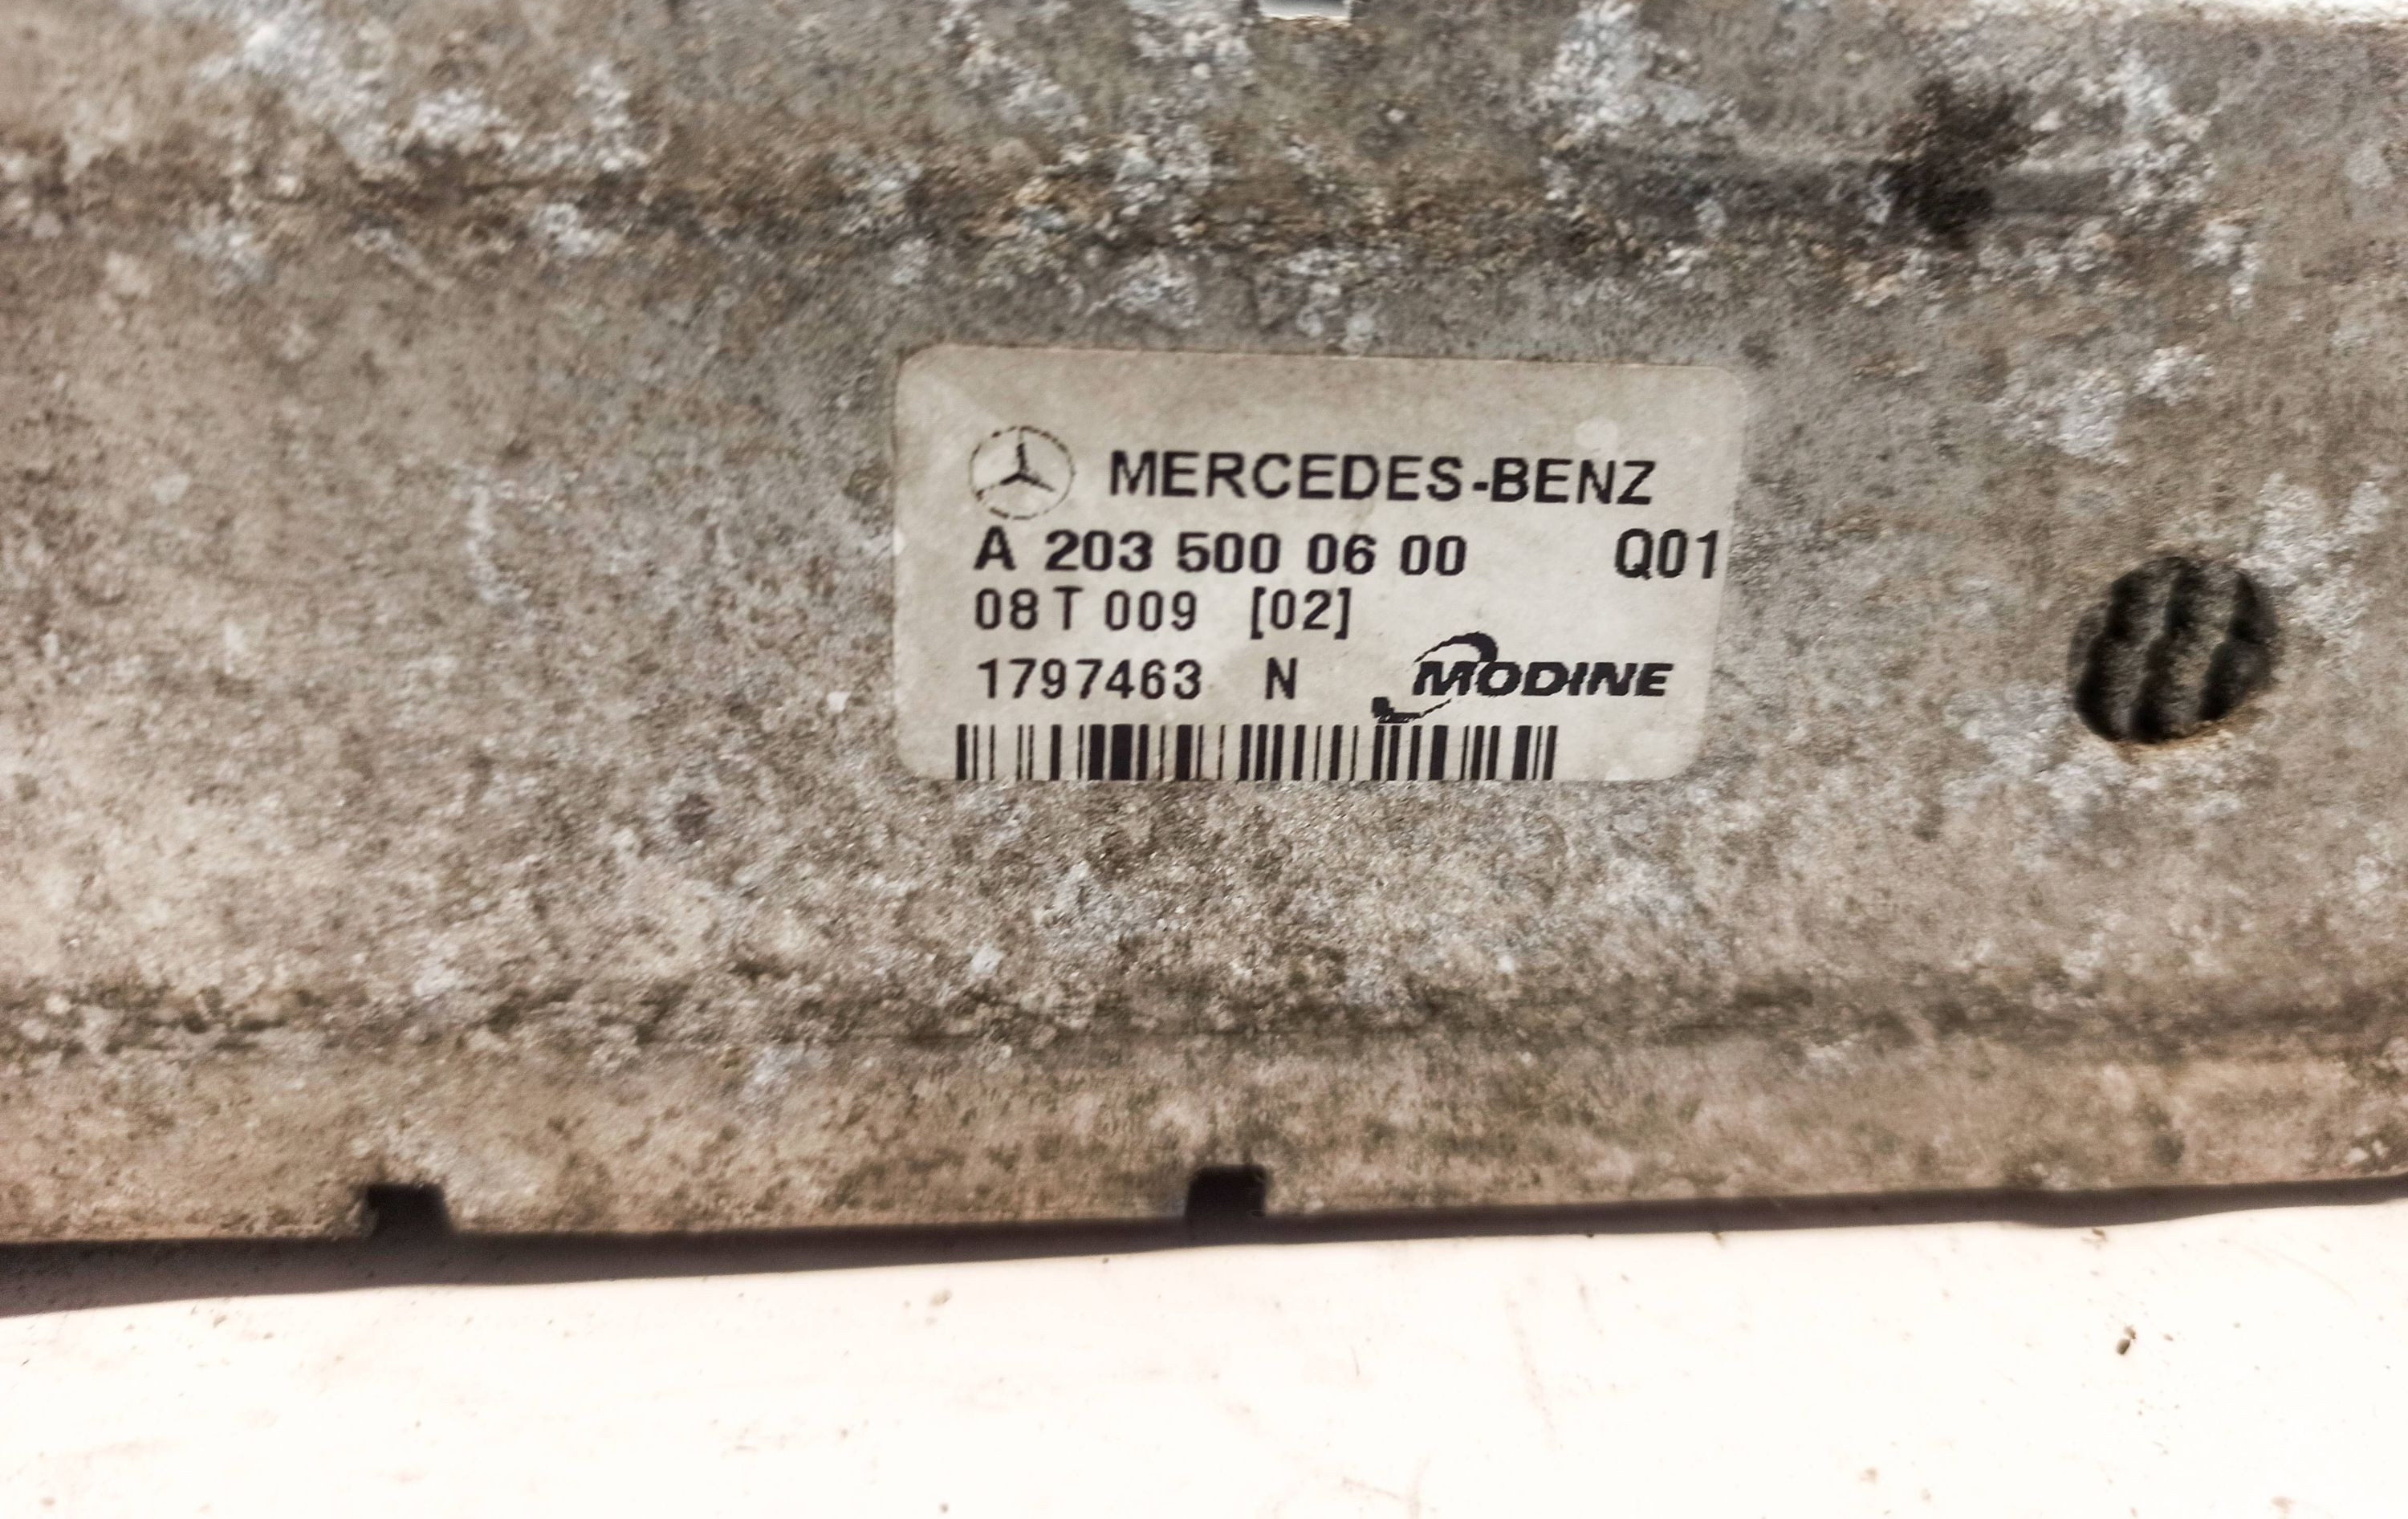 MERCEDES-BENZ
A 203 500 06 00 Q01
08 T 009 [02]
1797463 N MODINE